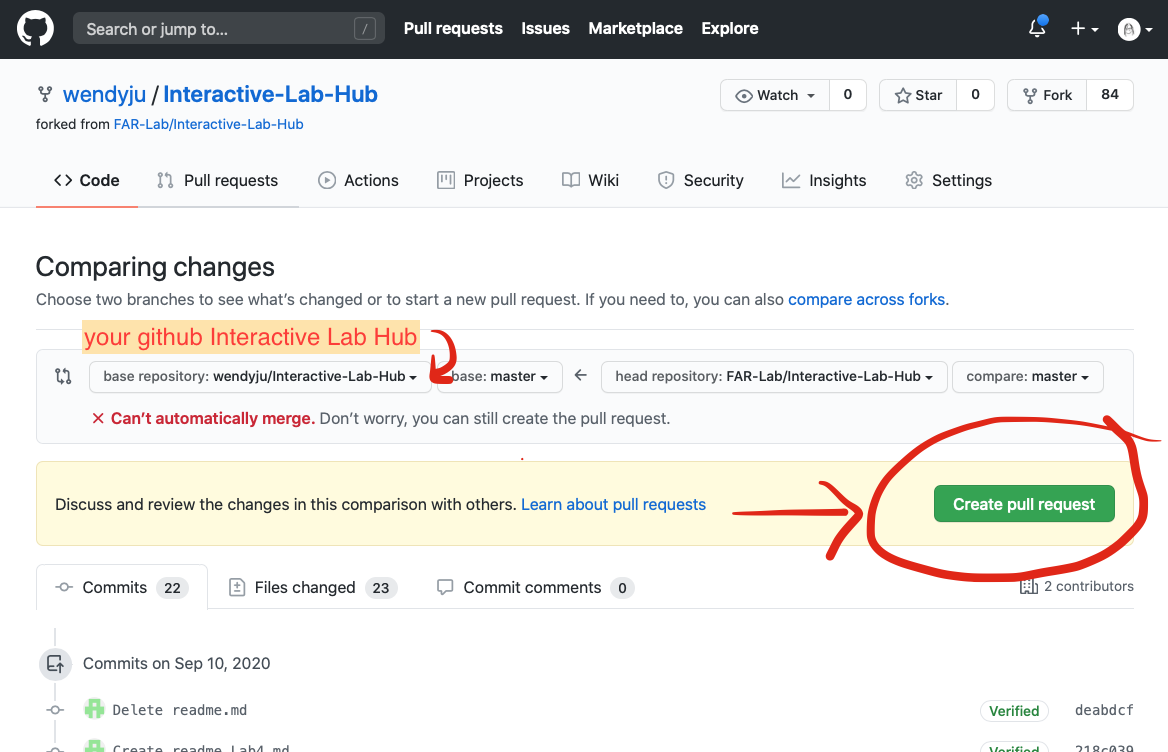 Search or jump to... /
Pull requests Issues Marketplace Explore
wendyju / Interactive-Lab-Hub
Watch 0 Star 0 Fork 84
forked from FAR-Lab/Interactive-Lab-Hub
Code Pull requests Actions Projects Wiki Security Insights Settings
Comparing changes
Choose two branches to see what's changed or to start a new pull request. If you need to, you can also compare across forks.
your github Interactive Lab Hub
base repository: wendyju/Interactive-Lab-Hub base: master head repository: FAR-Lab/Interactive-Lab-Hub compare: master
Can't automatically merge. Don't worry, you can still create the pull request.
Discuss and review the changes in this comparison with others. Learn about pull requests
Create pull request
Commits 22 Files changed 23 Commit comments 0
2 contributors
Commits on Sep 10, 2020
Delete readme.md Verified deabdcf
Create readme Lab4.md Verified 218c039